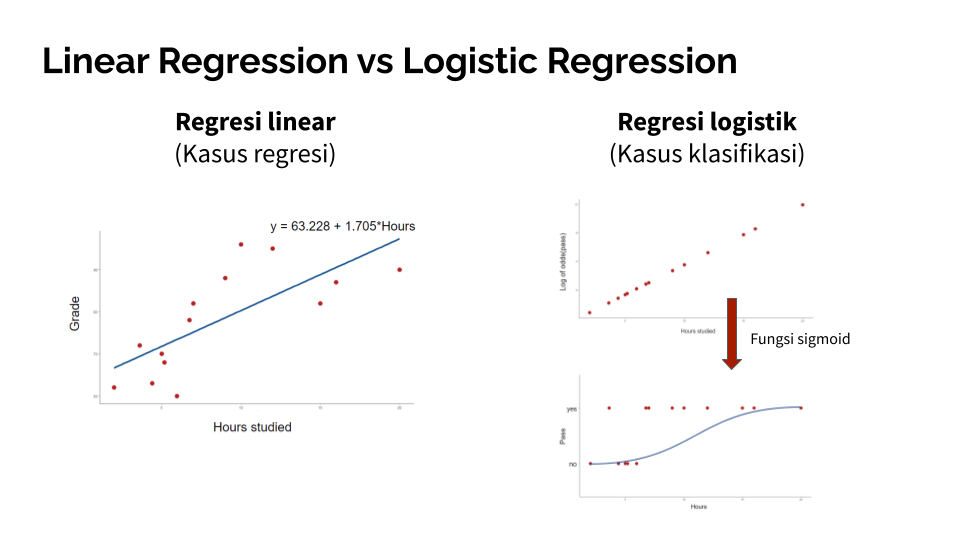 Linear Regression vs Logistic Regression
Regresi linear
(Kasus regresi)
y = 63.228 + 1.705*Hours
Grade
Hours studied
Regresi logistik
(Kasus klasifikasi)
Log of odds(pass)
Hours studied
Fungsi sigmoid
yes
Pass
no
Hours